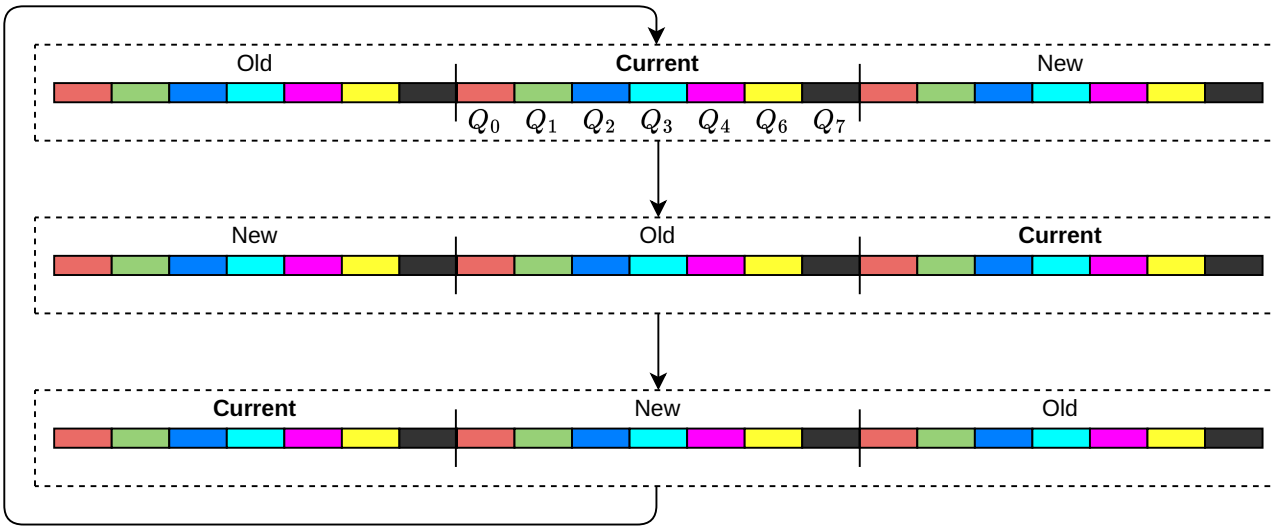 Old Current New
Q0 Q1 Q2 Q3 Q4 Q6 Q7
New Old Current
Current New Old